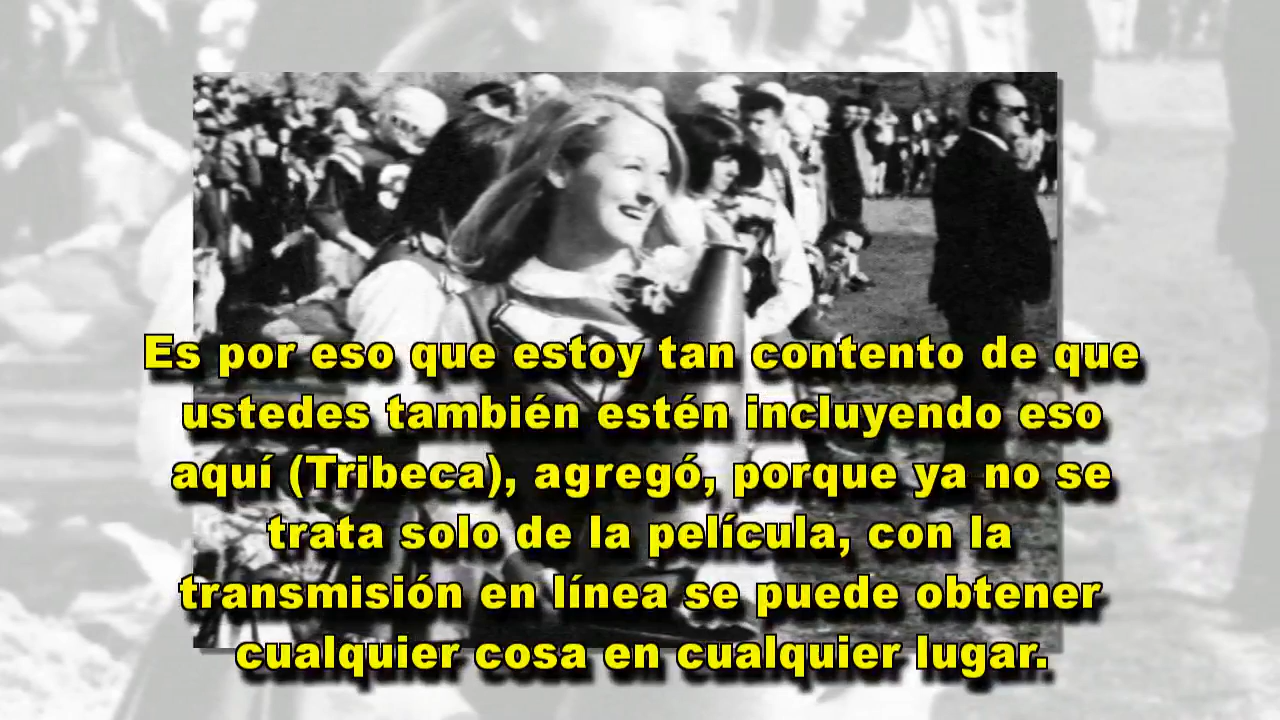 Es por eso que estoy tan contento de que
ustedes también estén incluyendo eso
aquí (Tribeca), agregó, porque ya no se
trata solo de la película, con la
transmisión en línea se puede obtener
cualquier cosa en cualquier lugar.